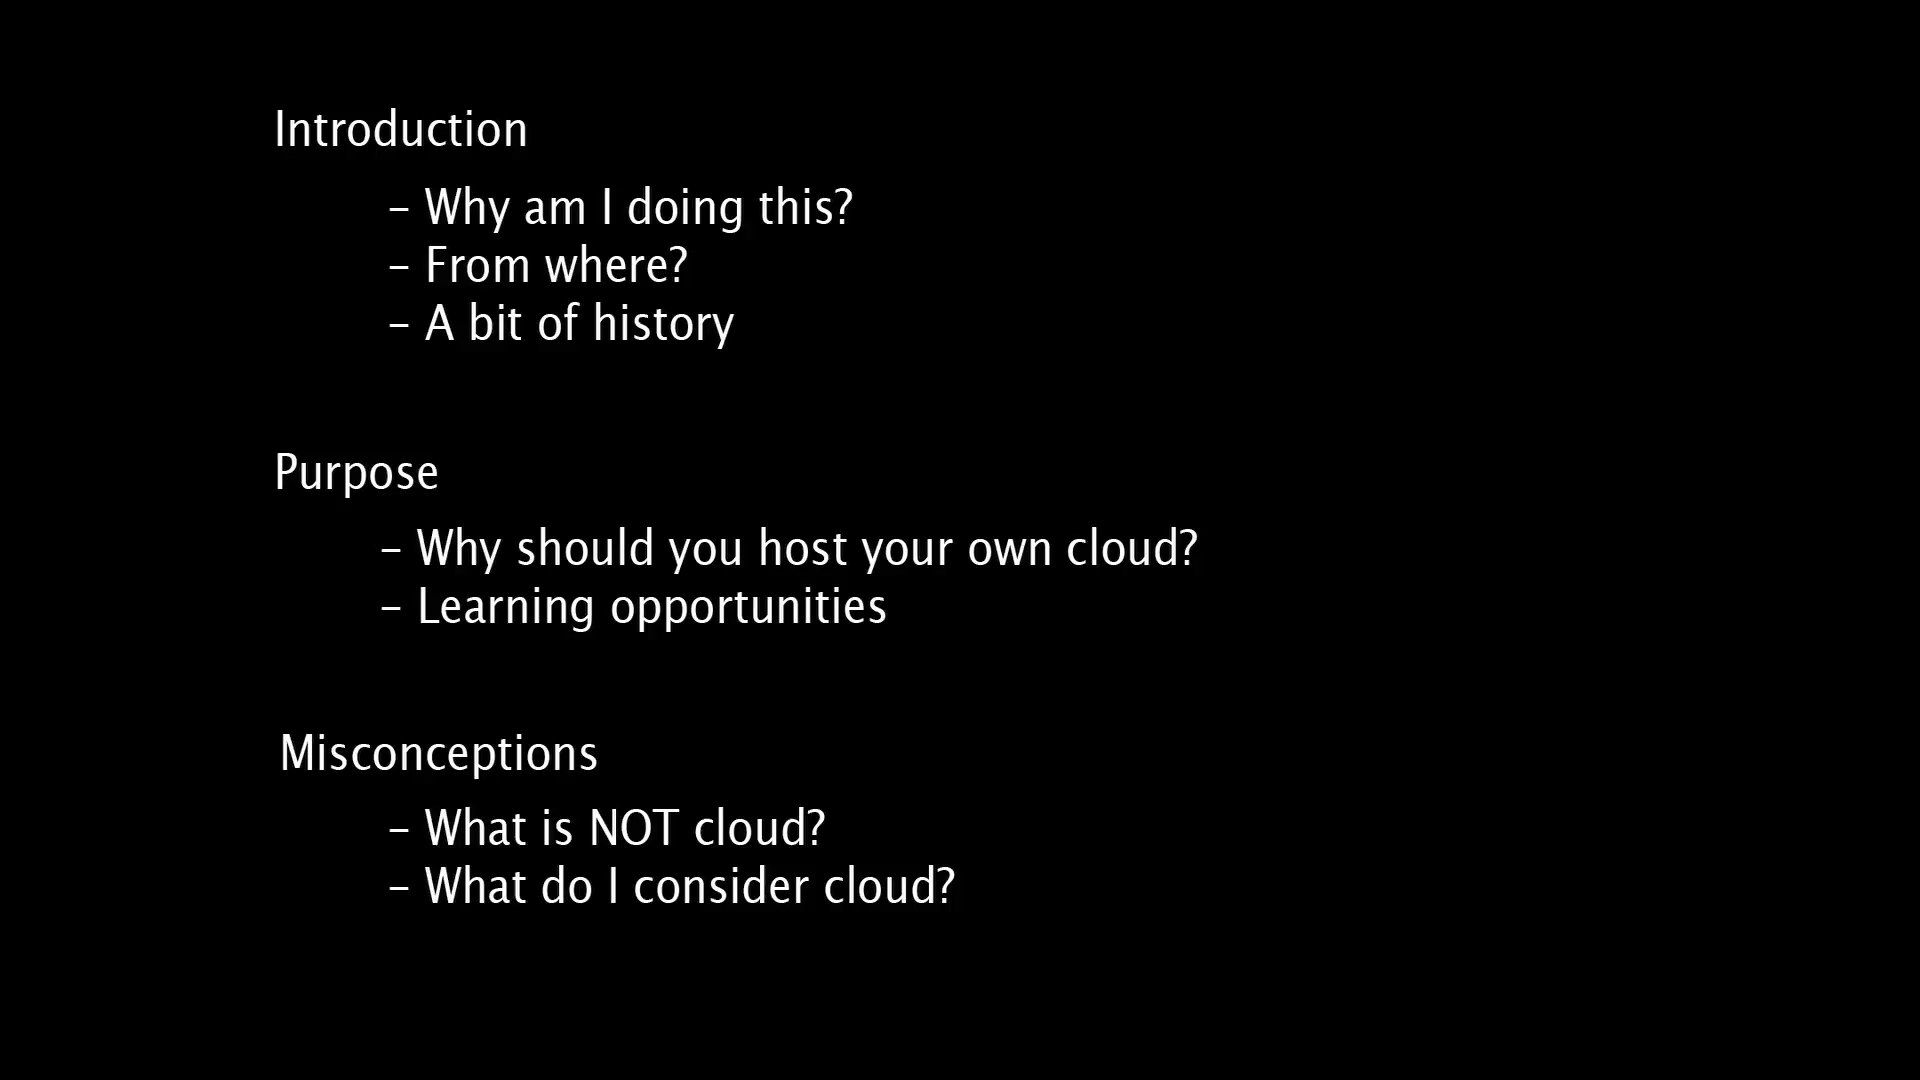 Introduction
– Why am I doing this?
– From where?
– A bit of history
Purpose
– Why should you host your own cloud?
– Learning opportunities
Misconceptions
– What is NOT cloud?
– What do I consider cloud?